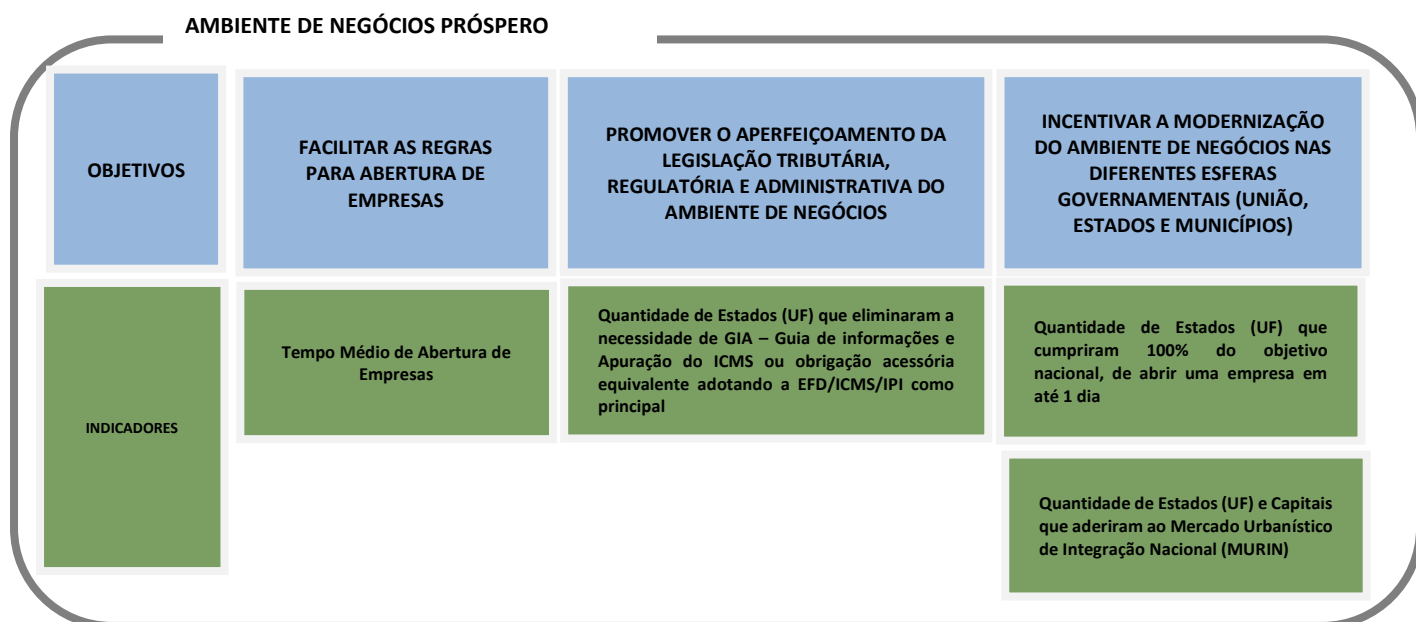 AMBIENTE DE NEGÓCIOS PRÓSPERO
OBJETIVOS
FACILITAR AS REGRAS
PARA ABERTURA DE
EMPRESAS
PROMOVER O APERFEIÇOAMENTO DA
LEGISLAÇÃO TRIBUTÁRIA,
REGULATÓRIA E ADMINISTRATIVA DO
AMBIENTE DE NEGÓCIOS
INCENTIVAR A MODERNIZAÇÃO
DO AMBIENTE DE NEGÓCIOS NAS
DIFERENTES ESFERAS
GOVERNAMENTAIS (UNIÃO,
ESTADOS E MUNICÍPIOS)
INDICADORES
Tempo Médio de Abertura de
Empresas
Quantidade de Estados (UF) que eliminaram a
necessidade de GIA – Guia de informações e
Apuração do ICMS ou obrigação acessória
equivalente adotando a EFD/ICMS/IPI como
principal
Quantidade de Estados (UF) que
cumpriram 100% do objetivo
nacional, de abrir uma empresa em
até 1 dia
Quantidade de Estados (UF) e Capitais
que aderiram ao Mercado Urbanístico
de Integração Nacional (MURIN)